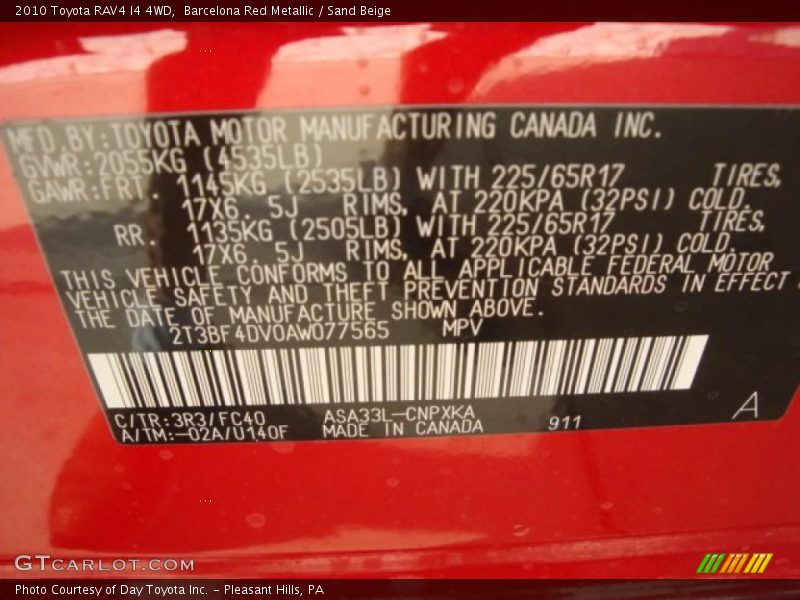 2010 Toyota RAV4 I4 4WD,  Barcelona Red Metallic / Sand Beige
...
MFD.BY:TOYOTA MOTOR MANUFACTURING CANADA INC.
GVWR:2055KG (4535LB)
GAWR:FRT. 1145KG (2535LB) WITH 225/65R17 TIRES,
17X6. 5J RIMS, AT 220KPA (32PSI) COLD.
RR. 1135KG (2505LB) WITH 225/65R17 TIRES,
17X6. 5J RIMS, AT 220KPA (32PSI) COLD.
THIS VEHICLE CONFORMS TO ALL APPLICABLE FEDERAL MOTOR
VEHICLE SAFETY AND THEFT PREVENTION STANDARDS IN EFFECT ON
THE DATE OF MANUFACTURE SHOWN ABOVE.
2T3BF4DV0AW077565 MPV
C/TR:3R3/FC40 ASA33L-CNPXKA
A/TM:-02A/U140F MADE IN CANADA 911 A
...
GTCARLOT.COM
Photo Courtesy of Day Toyota Inc. - Pleasant Hills, PA